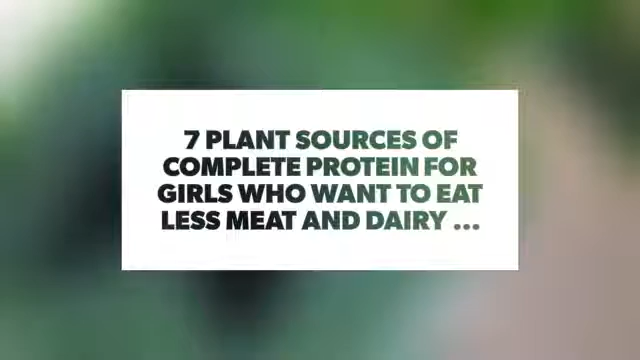 7 PLANT SOURCES OF
COMPLETE PROTEIN FOR
GIRLS WHO WANT TO EAT
LESS MEAT AND DAIRY ...